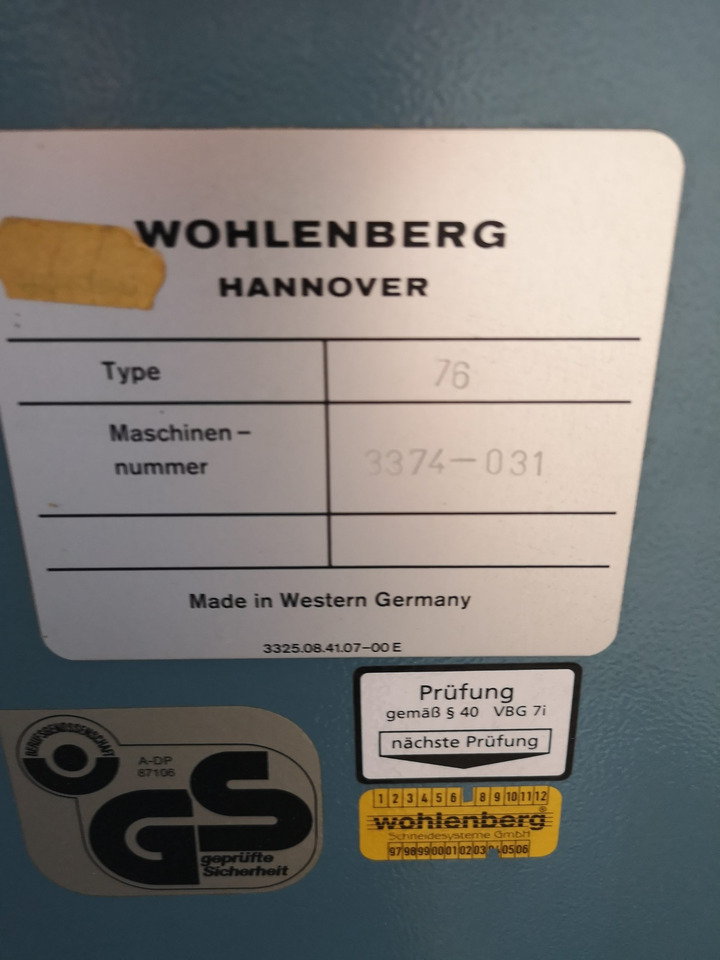 WOHLENBERG
HANNOVER
Type 76
Maschinen-
nummer 3374-031
Made in Western Germany
3325.08.41.07-00 E
Prüfung
gemäß § 40 VBG 7i
nächste Prüfung
BERUFSGENOSSENSCHAFT
A-DP
87106
GS
geprüfte
Sicherheit
1 2 3 4 5 6 8 9 10 11 12
wohlenberg®
Schneidesysteme GmbH
97 98 99 00 01 02 03 05 06